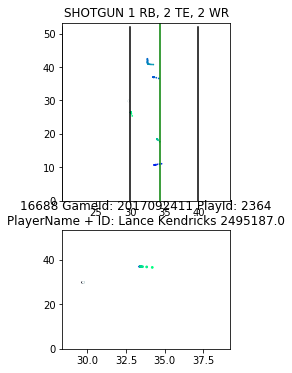 SHOTGUN 1 RB, 2 TE, 2 WR
50
40
30
20
10
0
25 30 35 40
16688 GameId: 2017092411 PlayId: 2364
PlayerName + ID: Lance Kendricks 2495187.0
40
20
0
30.0 32.5 35.0 37.5